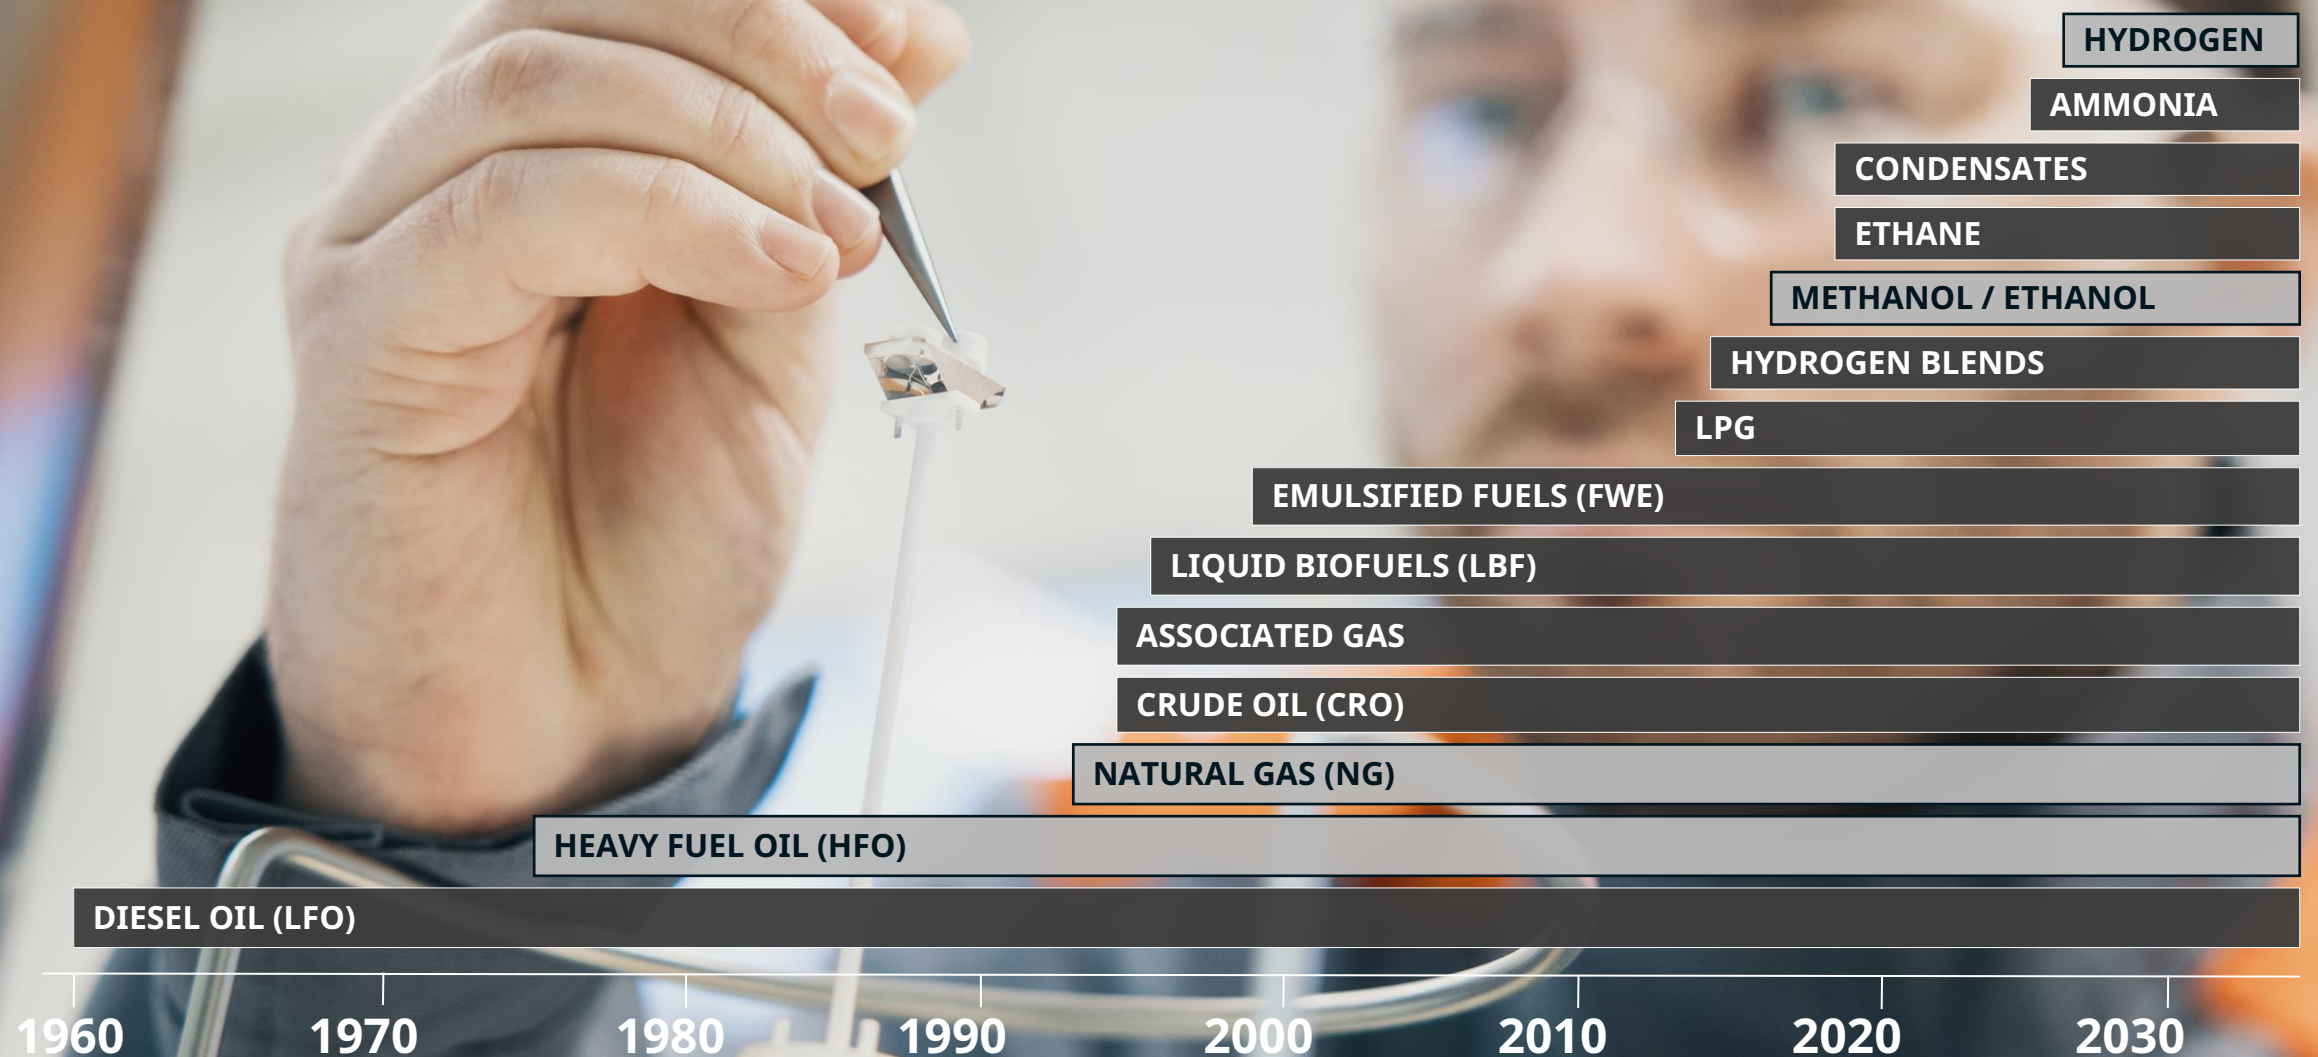 HYDROGEN
AMMONIA
CONDENSATES
ETHANE
METHANOL / ETHANOL
HYDROGEN BLENDS
LPG
EMULSIFIED FUELS (FWE)
LIQUID BIOFUELS (LBF)
ASSOCIATED GAS
CRUDE OIL (CRO)
NATURAL GAS (NG)
HEAVY FUEL OIL (HFO)
DIESEL OIL (LFO)
1960 1970 1980 1990 2000 2010 2020 2030